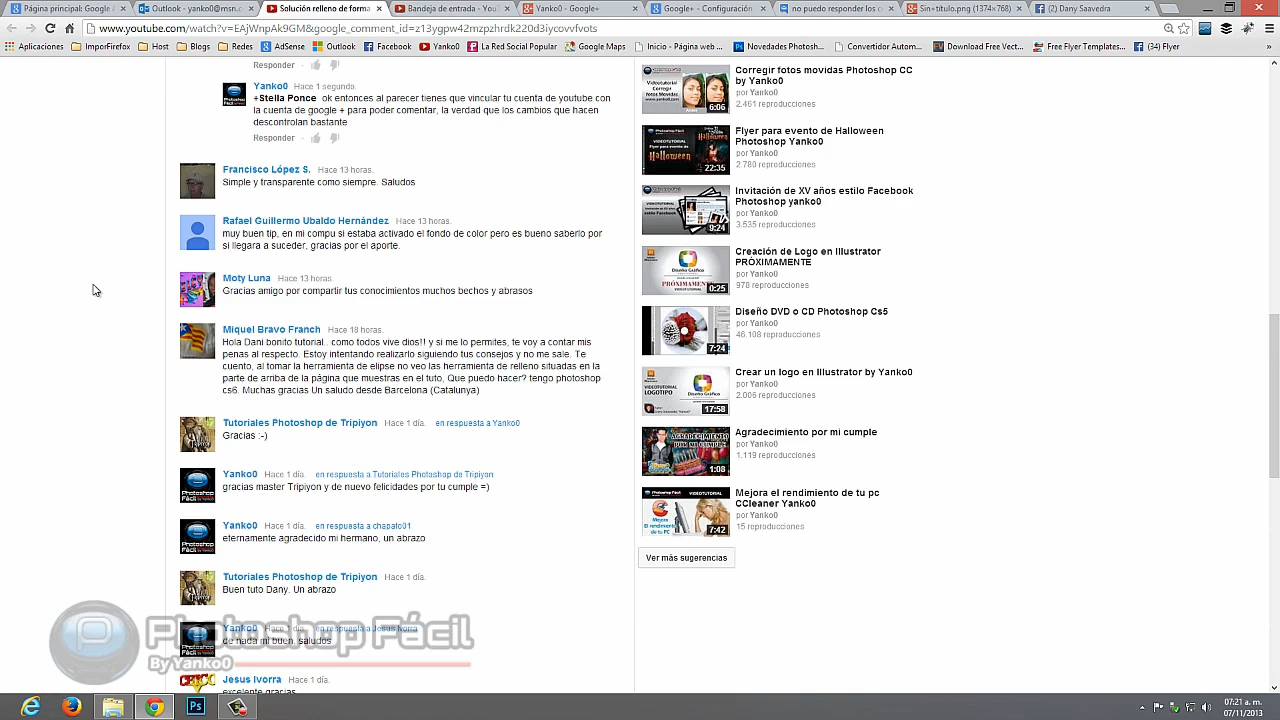 Página principal: Google A
Outlook - yanko0@msn.c
Solución relleno de forma
Bandeja de entrada - YouT
Yanko0 - Google+
Google+ - Configuración
no puedo responder los c
Sin+título.png (1374×768)
(2) Dany Saavedra
www.youtube.com/watch?v=EAjWnpAk9GM&google_comment_id=z13ygpw42mzpzhrdk220d3iycnmrfvots
Aplicaciones
ImporFirefox
Host
Blogs
Redes
AdSense
Outlook
Facebook
Yanko0
La Red Social Popular
Google Maps
Inicio - Página web ...
Novedades Photosh...
Convertidor Autom...
Download Free Vecto...
Free Flyer Templates...
(34) Fr
»
Responder
Yanko0 Hace 1 segundo.
+Stella Ponce ok entonces al parecer tienes que vincular tu cuenta de youtube con
la cuenta de google + para poder comentar, la verdad que los cambios que hacen
descontrolan bastante
Responder
Francisco López S. Hace 13 horas.
Simple y transparente como siempre. Saludos
Rafael Guillermo Ubaldo Hernández Hace 13 horas.
muy buen tip, en mi compu si estaba activado el fondo de color pero es bueno saberlo por
si llegara a suceder, gracias por el aporte.
Moty Luna Hace 13 horas.
Gracias amigo por compartir tus conocimientos muchos bechos y abrasos
Miquel Bravo Franch Hace 18 horas.
Hola Dani bonito tutorial.. como todos vive diba!! y si me lo permites, te voy a contar mis
penas al respecto. Estoy intentando realizarlo siguiendo tus consejos y no me sale. Te
cuento, al tomar la herramienta de elipse no veo las herramienta de relleno situadas en la
parte de arriba de la página que muestras en el tuto, Que puedo hacer? tengo photoshop
cs6. Muchas gracias Un saludo desde Barcelona (Catalunya)
Tutoriales Photoshop de Tripiyon Hace 1 día. en respuesta a Yanko0
Gracias :-)
Yanko0 Hace 1 día. en respuesta a Tutoriales Photoshop de Tripiyon
gracias master Tripiyon y de nuevo felicidades por tu cumple =)
Yanko0 Hace 1 día. en respuesta a chapato01
eternamente agradecido mi hermano, un abrazo
Tutoriales Photoshop de Tripiyon Hace 1 día.
Buen tuto Dany. Un abrazo
Yanko0 Hace 1 día. en respuesta a Jesus Ivorra
de nada mi buen, saludos
Jesus Ivorra Hace 1 día.
excelente gracias
Photoshop Fácil
By Yanko0
Corregir fotos movidas Photoshop CC
by Yanko0
por Yanko0
2.461 reproducciones
6:06
Flyer para evento de Halloween
Photoshop Yanko0
por Yanko0
2.780 reproducciones
22:35
Invitación de XV años estilo Facebook
Photoshop yanko0
por Yanko0
3.535 reproducciones
9:24
Creación de Logo en Illustrator
PRÓXIMAMENTE
por Yanko0
978 reproducciones
0:25
Diseño DVD o CD Photoshop Cs5
por Yanko0
46.108 reproducciones
7:24
Crear un logo en Illustrator by Yanko0
por Yanko0
2.006 reproducciones
17:58
Agradecimiento por mi cumple
por Yanko0
1.119 reproducciones
1:08
Mejora el rendimiento de tu pc
CCleaner Yanko0
por Yanko0
15 reproducciones
7:42
Ver más sugerencias
07:21 a. m.
07/11/2013